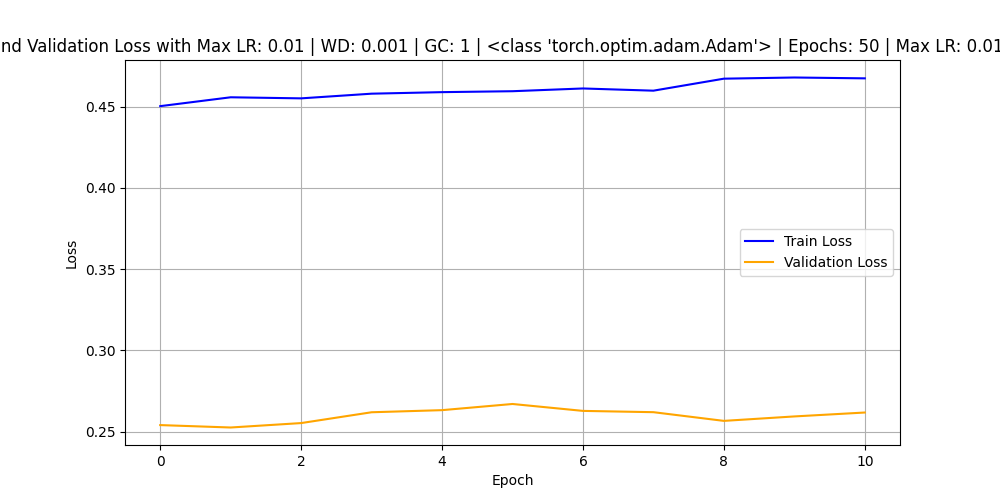 nd Validation Loss with Max LR: 0.01 | WD: 0.001 | GC: 1 | <class 'torch.optim.adam.Adam'> | Epochs: 50 | Max LR: 0.01
0.45
0.40
0.35
0.30
0.25
Loss
Train Loss
Validation Loss
0 2 4 6 8 10
Epoch